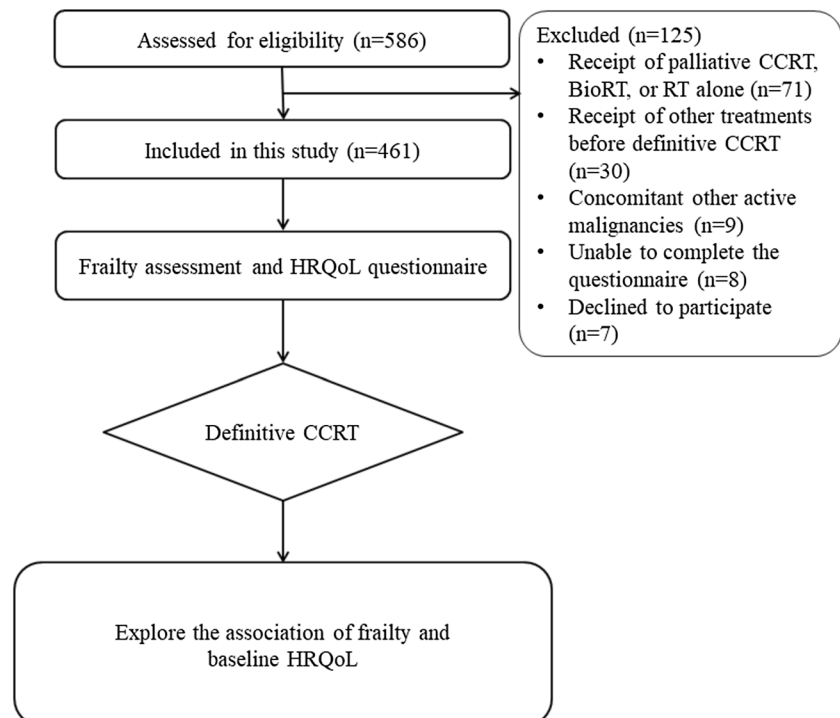 Assessed for eligibility (n=586)
Excluded (n=125)
• Receipt of palliative CCRT,
BioRT, or RT alone (n=71)
• Receipt of other treatments
before definitive CCRT
(n=30)
• Concomitant other active
malignancies (n=9)
• Unable to complete the
questionnaire (n=8)
• Declined to participate
(n=7)
Included in this study (n=461)
Frailty assessment and HRQoL questionnaire
Definitive CCRT
Explore the association of frailty and
baseline HRQoL